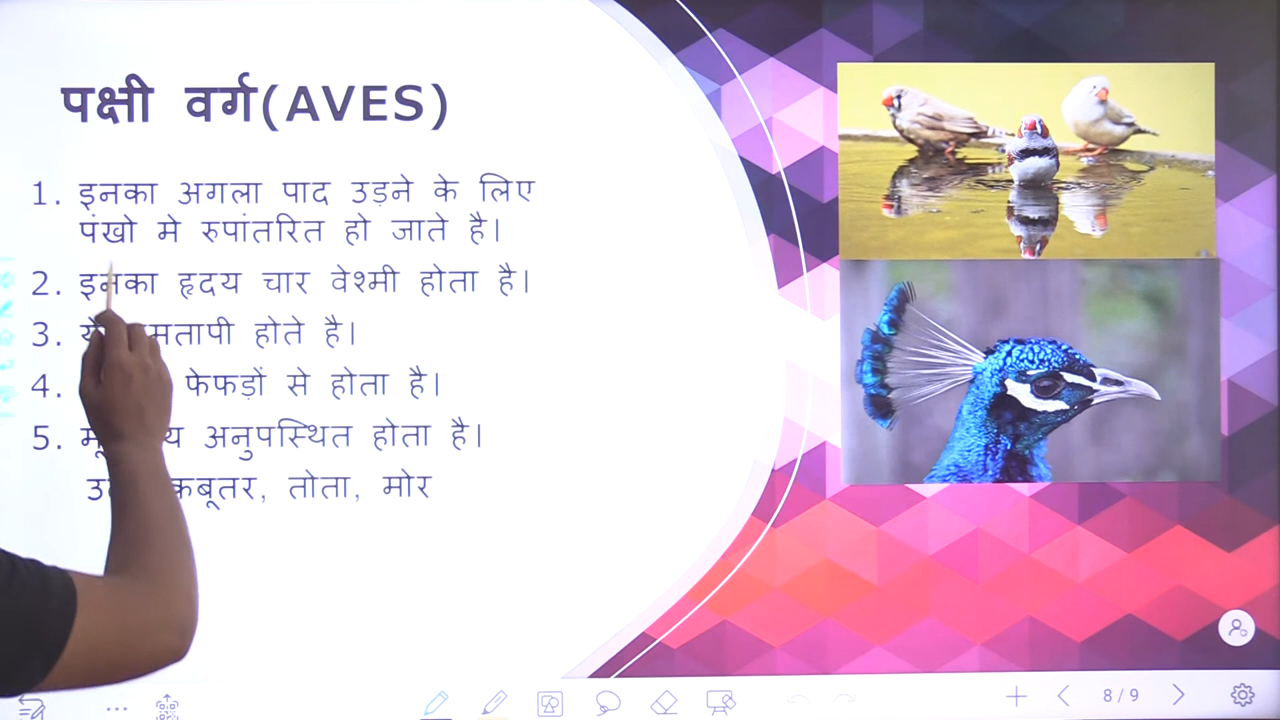 पक्षी वर्ग(AVES)
1. इनका अगला पाद उड़ने के लिए
पंखो मे रुपांतरित हो जाते है।
2. इनका हृदय चार वेश्मी होता है।
3. होते है।
4. फेफड़ों से होता है।
5. अनुपस्थित होता है।
कबूतर, तोता, मोर
8/9